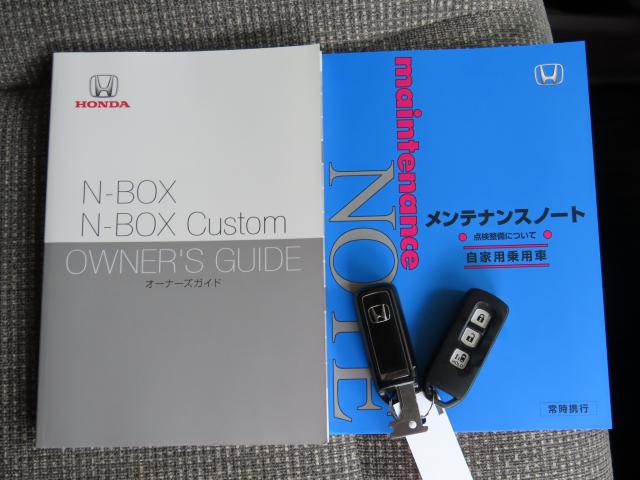 HONDA
N-BOX
N-BOX Custom
OWNER'S GUIDE
オーナーズガイド
maintenance
NOTE
メンテナンスノート
点検整備について
自家用乗用車
常時携行